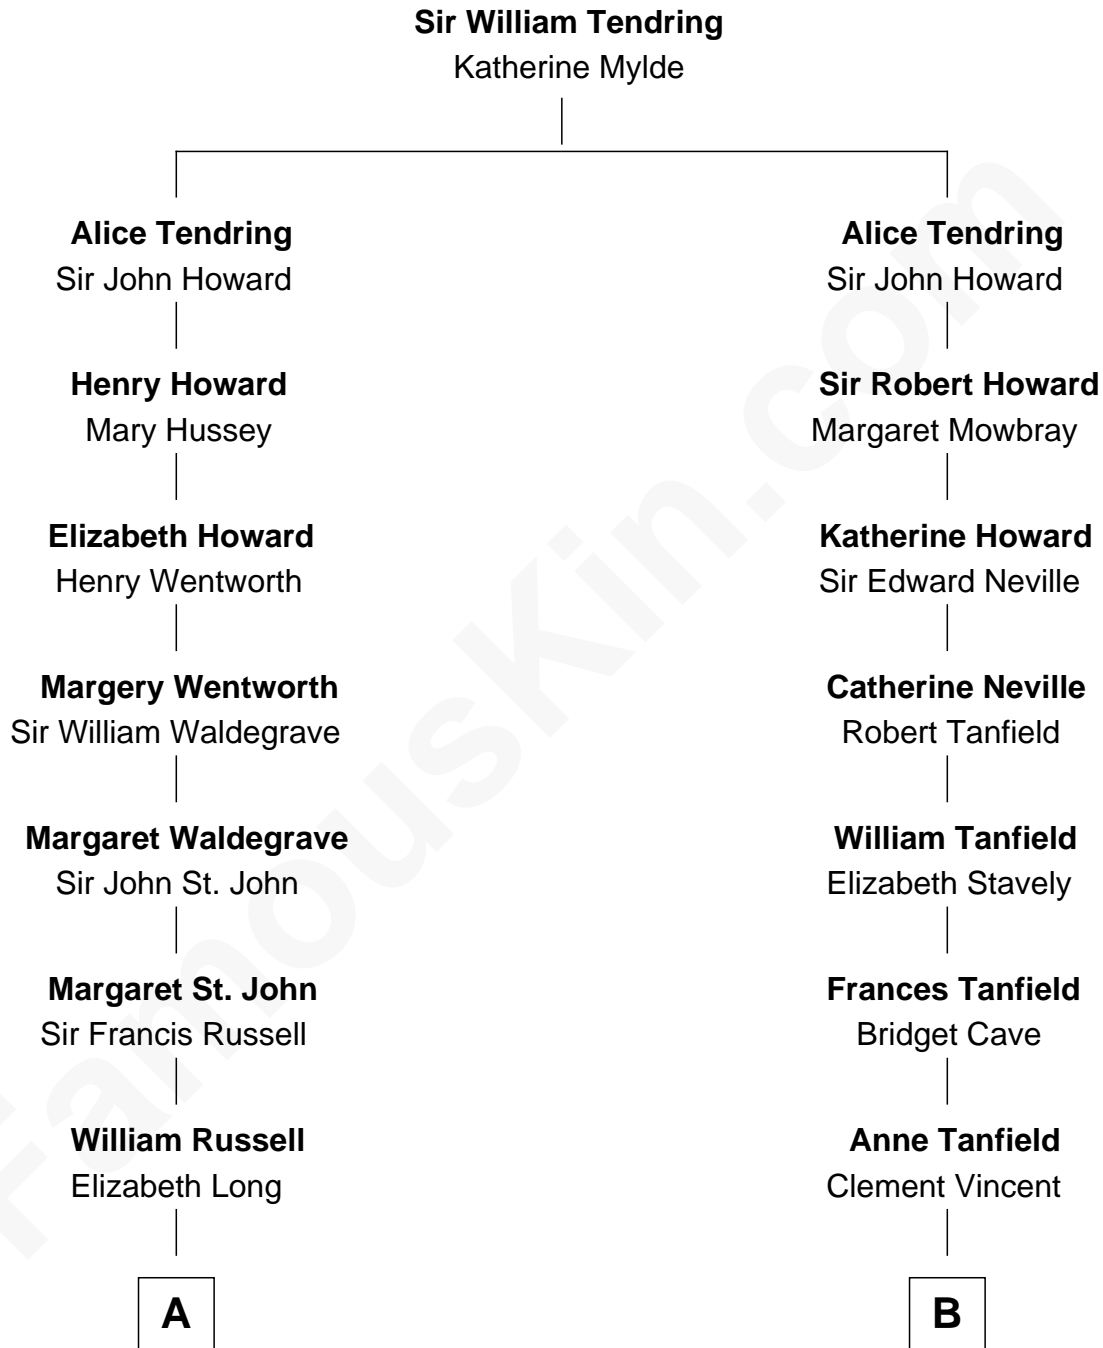 Sir William Tendring
Katherine Mylde
Alice Tendring
Sir John Howard
Henry Howard
Mary Hussey
Elizabeth Howard
Henry Wentworth
Margery Wentworth
Sir William Waldegrave
Margaret Waldegrave
Sir John St. John
Margaret St. John
Sir Francis Russell
William Russell
Elizabeth Long
A
Alice Tendring
Sir John Howard
Sir Robert Howard
Margaret Mowbray
Katherine Howard
Sir Edward Neville
Catherine Neville
Robert Tanfield
William Tanfield
Elizabeth Stavely
Frances Tanfield
Bridget Cave
Anne Tanfield
Clement Vincent
B
FamousKin.com